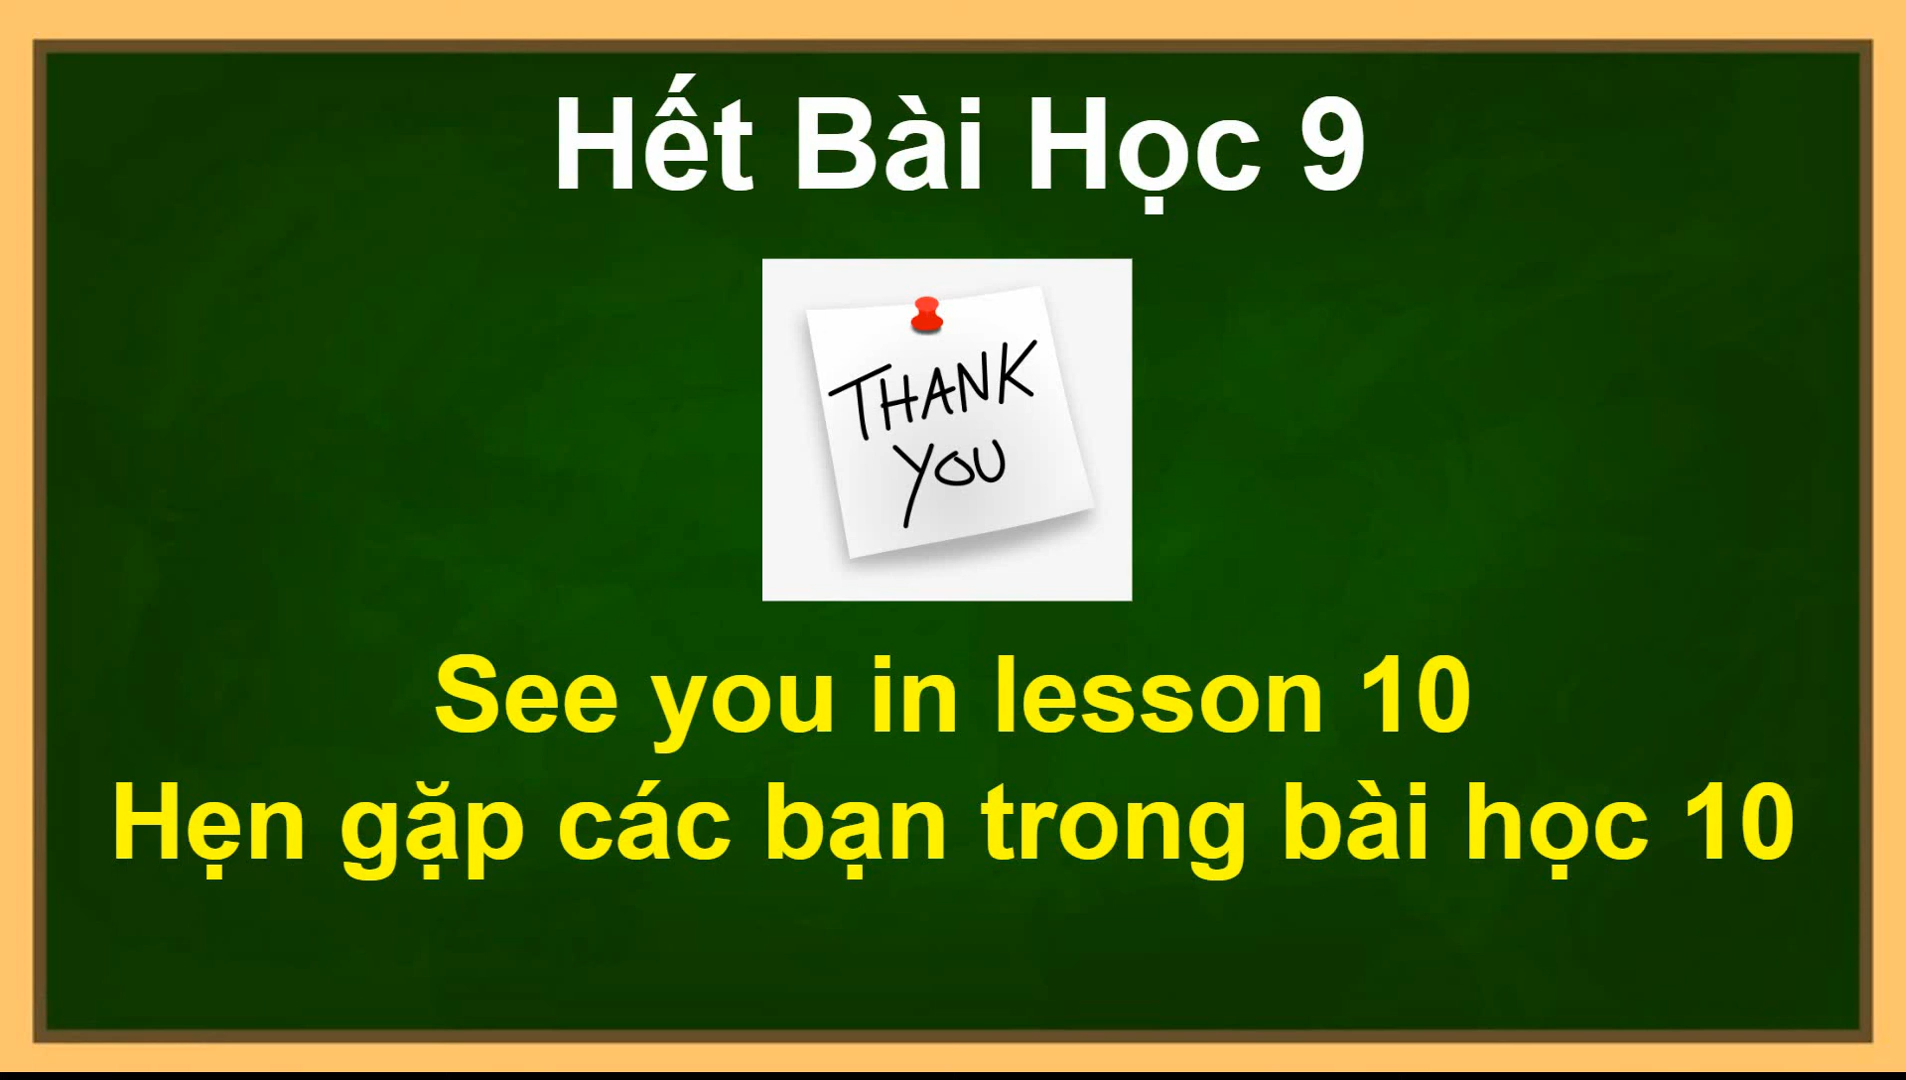 Hết Bài Học 9
THANK
YOU
See you in lesson 10
Hẹn gặp các bạn trong bài học 10